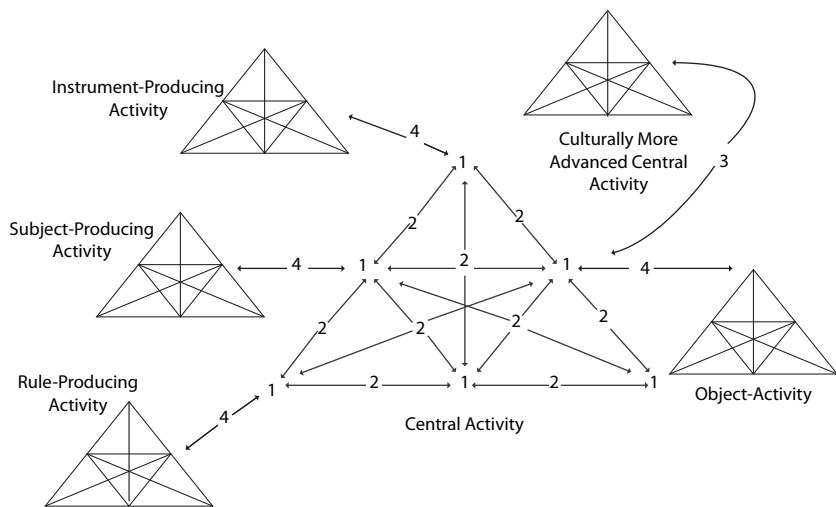 Instrument-Producing
Activity
Culturally More
Advanced Central
Activity
4
3
1
2
2
Subject-Producing
Activity
4
1
2
1
4
2
2
2
2
Rule-Producing
Activity
1
2
1
2
1
Object-Activity
4
Central Activity